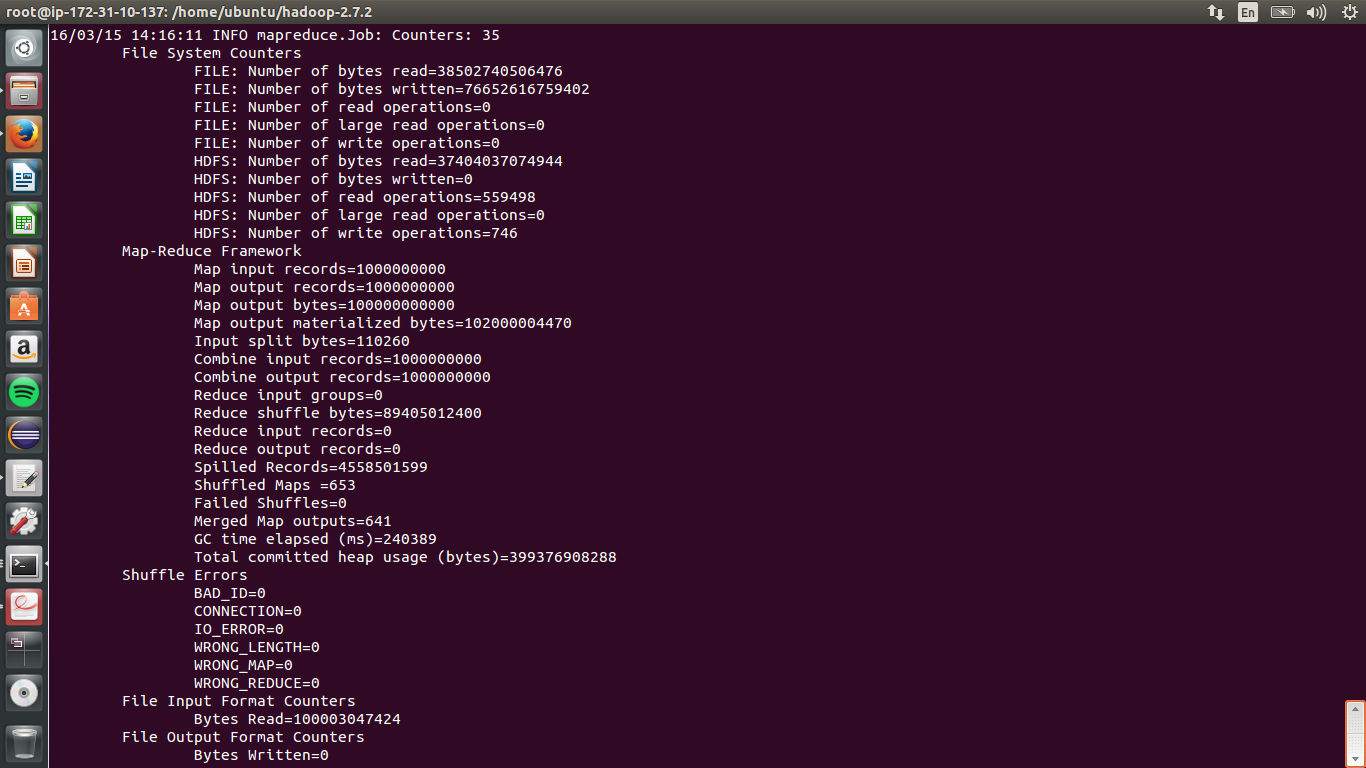 root@ip-172-31-10-137: /home/ubuntu/hadoop-2.7.2
En
16/03/15 14:16:11 INFO mapreduce.Job: Counters: 35
File System Counters
FILE: Number of bytes read=38502740506476
FILE: Number of bytes written=76652616759402
FILE: Number of read operations=0
FILE: Number of large read operations=0
FILE: Number of write operations=0
HDFS: Number of bytes read=37404037074944
HDFS: Number of bytes written=0
HDFS: Number of read operations=559498
HDFS: Number of large read operations=0
HDFS: Number of write operations=746
Map-Reduce Framework
Map input records=1000000000
Map output records=1000000000
Map output bytes=100000000000
Map output materialized bytes=102000004470
Input split bytes=110260
Combine input records=1000000000
Combine output records=1000000000
Reduce input groups=0
Reduce shuffle bytes=89405012400
Reduce input records=0
Reduce output records=0
Spilled Records=4558501599
Shuffled Maps =653
Failed Shuffles=0
Merged Map outputs=641
GC time elapsed (ms)=240389
Total committed heap usage (bytes)=399376908288
Shuffle Errors
BAD_ID=0
CONNECTION=0
IO_ERROR=0
WRONG_LENGTH=0
WRONG_MAP=0
WRONG_REDUCE=0
File Input Format Counters
Bytes Read=100003047424
File Output Format Counters
Bytes Written=0